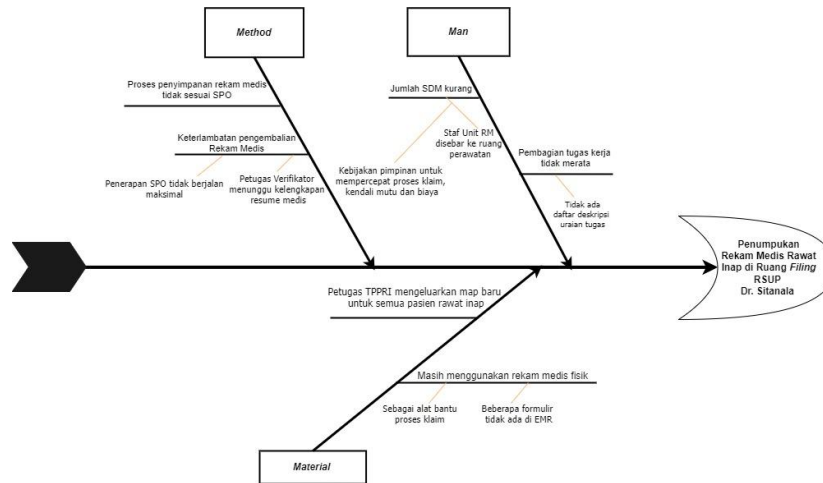 Method
Man
Proses penyimpanan rekam medis
tidak sesuai SPO
Keterlambatan pengembalian
Rekam Medis
Penerapan SPO tidak berjalan
maksimal
Petugas Verifikator
menunggu kelengkapan
resume medis
Jumlah SDM kurang
Staf Unit RM
disebar ke ruang
perawatan
Kebijakan pimpinan untuk
mempercepat proses klaim,
kendali mutu dan biaya
Pembagian tugas kerja
tidak merata
Tidak ada
daftar deskripsi
uraian tugas
Penumpukan
Rekam Medis Rawat
Inap di Ruang Filing
RSUP
Dr. Sitanala
Petugas TPPRI mengeluarkan map baru
untuk semua pasien rawat inap
Masih menggunakan rekam medis fisik
Sebagai alat bantu
proses klaim
Beberapa formulir
tidak ada di EMR
Material